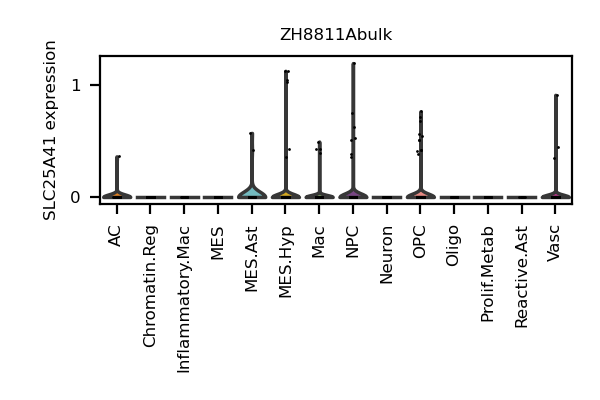 ZH8811Abulk
SLC25A41 expression
1
0
AC
Chromatin.Reg
Inflammatory.Mac
MES
MES.Ast
MES.Hyp
Mac
NPC
Neuron
OPC
Oligo
Prolif.Metab
Reactive.Ast
Vasc